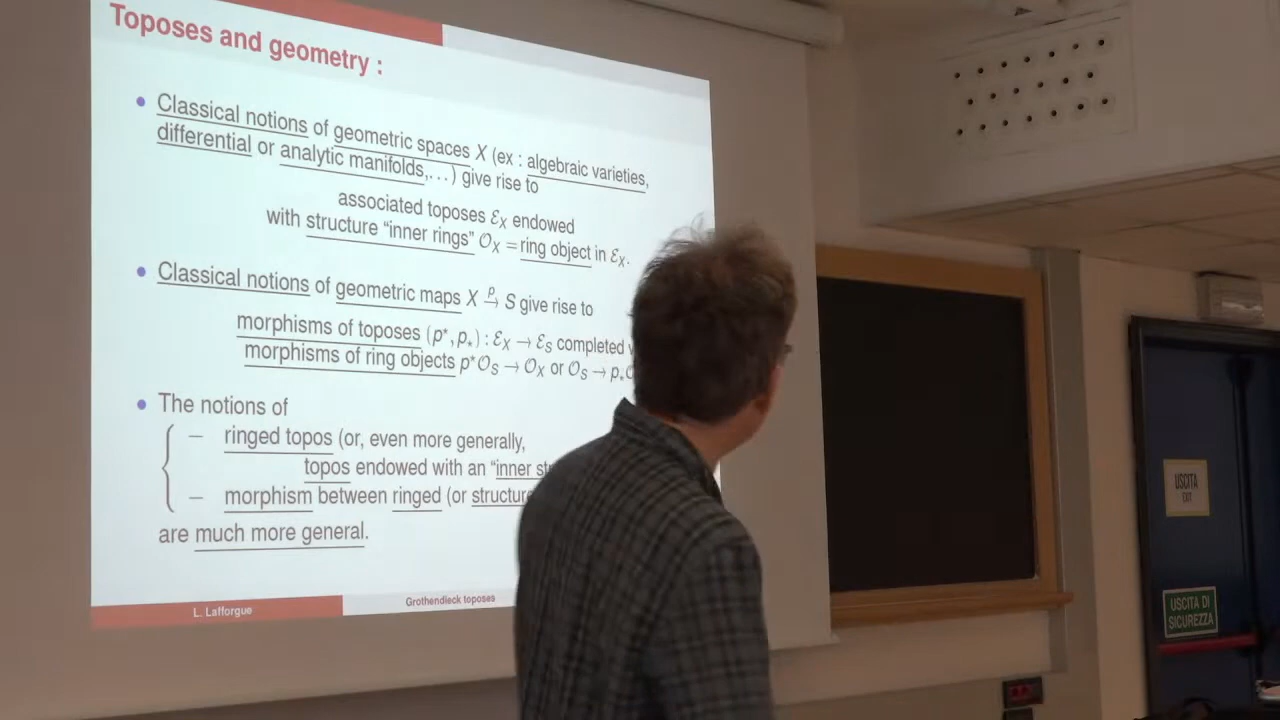 Toposes and geometry :
• Classical notions of geometric spaces X (ex : algebraic varieties,
differential or analytic manifolds,...) give rise to
associated toposes ℰ_X endowed
with structure “inner rings” 𝒪_X = ring object in ℰ_X.
• Classical notions of geometric maps X →^p S give rise to
morphisms of toposes (p*, p_*) : ℰ_X → ℰ_S completed
morphisms of ring objects p*𝒪_S → 𝒪_X or 𝒪_S → p_*
• The notions of
– ringed topos (or, even more generally,
topos endowed with an “inner
– morphism between ringed (or
are much more general.
L. Lafforgue
Grothendieck toposes
USCITA
EXIT
USCITA DI
SICUREZZA